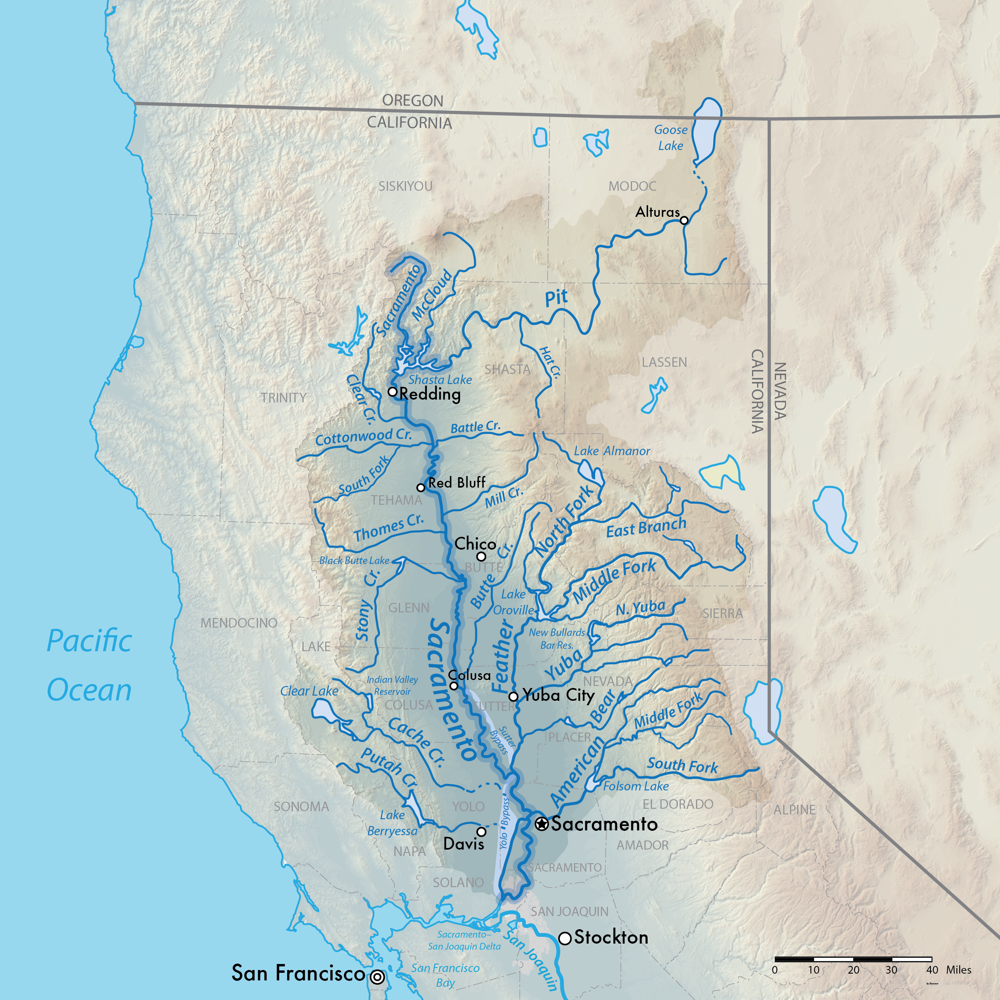 OREGON
CALIFORNIA
Goose
Lake
SISKIYOU
MODOC
Alturas
Sacramento
McCloud
Pit
Hat Cr.
LASSEN
SHASTA
CALIFORNIA
NEVADA
Shasta Lake
Redding
Clear Cr.
TRINITY
Cottonwood Cr.
Battle Cr.
Lake Almanor
South Fork
Red Bluff
TEHAMA
Mill Cr.
North Fork
Thomes Cr.
East Branch
Chico
Black Butte Lake
BUTTE
Butte Cr.
Middle Fork
Stony Cr.
Lake
Oroville
GLENN
N. Yuba
SIERRA
MENDOCINO
Pacific
Ocean
Sacramento
Feather
New Bullards
Bar Res.
LAKE
Yuba
Colusa
NEVADA
Indian Valley
Reservoir
Clear Lake
Yuba City
COLUSA
SUTTER
Bear
Middle Fork
Sutter
Bypass
PLACER
Cache Cr.
American
Putah Cr.
South Fork
Folsom Lake
SONOMA
YOLO
Yolo Bypass
EL DORADO
ALPINE
Lake
Berryessa
Sacramento
Davis
NAPA
AMADOR
SACRAMENTO
SOLANO
SAN JOAQUIN
Sacramento–
San Joaquin Delta
San Joaquin
Stockton
San Francisco
San Francisco
Bay
0 10 20 30 40 Miles
by Shannon